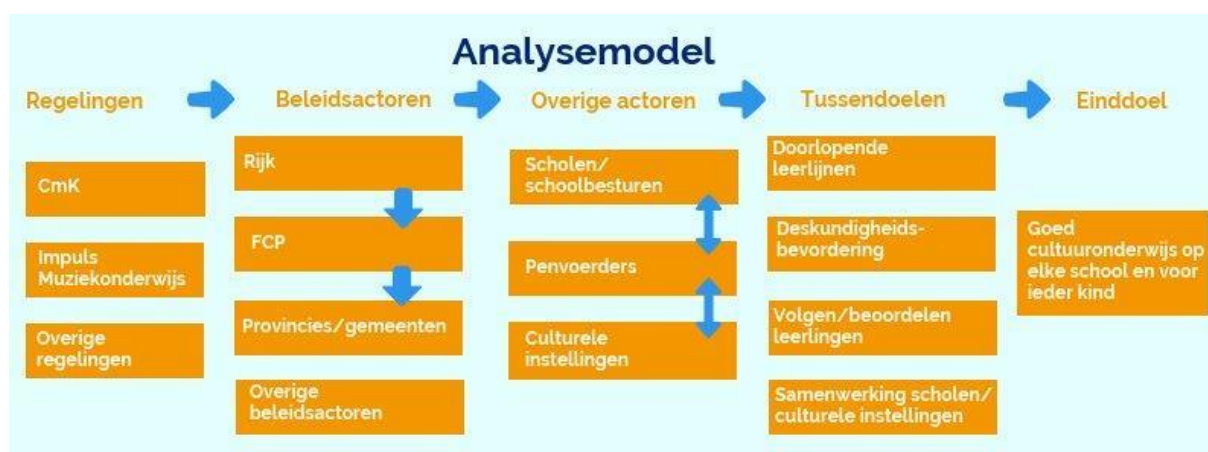 Analysemodel
Regelingen
Beleidsactoren
Overige actoren
Tussendoelen
Einddoel
CmK
Impuls
Muziekonderwijs
Overige
regelingen
Rijk
FCP
Provincies/gemeenten
Overige
beleidsactoren
Scholen/
schoolbesturen
Penvoerders
Culturele
instellingen
Doorlopende
leerlijnen
Deskundigheids-
bevordering
Volgen/beoordelen
leerlingen
Samenwerking scholen/
culturele instellingen
Goed
cultuuronderwijs op
elke school en voor
ieder kind